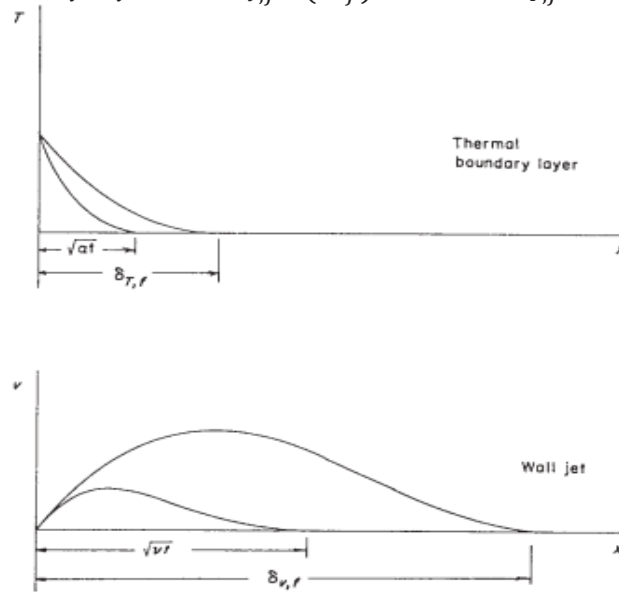 T
Thermal
boundary layer
√αt
δT,f
v
Wall jet
√νt
δv,f
x